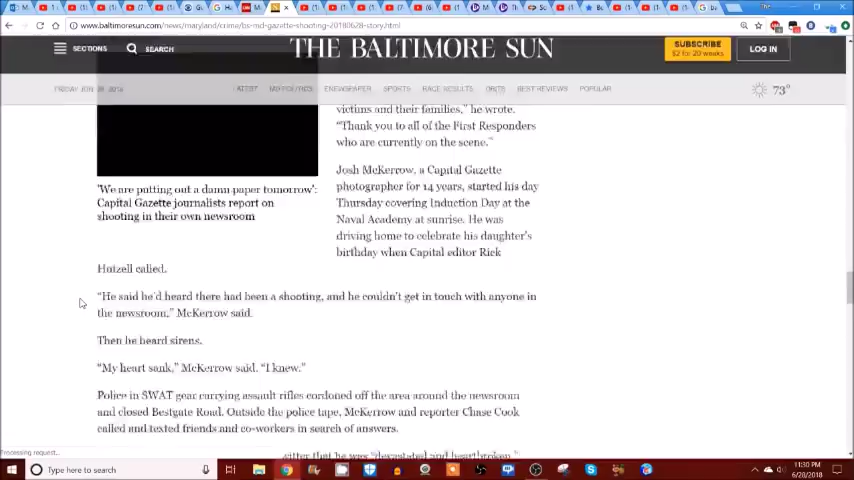 www.baltimoresun.com/news/maryland/crime/bs-md-gazette-shooting-20180628-story.html
SECTIONS
SEARCH
THE BALTIMORE SUN
SUBSCRIBE
$2 for 20 weeks
LOG IN
SPORTS
RACE RESULTS
OBITS
BEST REVIEWS
POPULAR
73°
victims and their families," he wrote.
"Thank you to all of the First Responders
who are currently on the scene."
Josh McKerrow, a Capital Gazette
photographer for 14 years, started his day
Thursday covering Induction Day at the
Naval Academy at sunrise. He was
driving home to celebrate his daughter's
birthday when Capital editor Rick
'We are putting out a damn paper tomorrow':
Capital Gazette journalists report on
shooting in their own newsroom
Hutzell called.
"He said he'd heard there had been a shooting, and he couldn't get in touch with anyone in
the newsroom," McKerrow said.
Then he heard sirens.
"My heart sank," McKerrow said. "I knew."
Police in SWAT gear carrying assault rifles cordoned off the area around the newsroom
and closed Bestgate Road. Outside the police tape, McKerrow and reporter Chase Cook
called and texted friends and co-workers in search of answers.
that he was "devastated and heartbroken
Processing request...
Type here to search
11:30 PM
6/28/2018